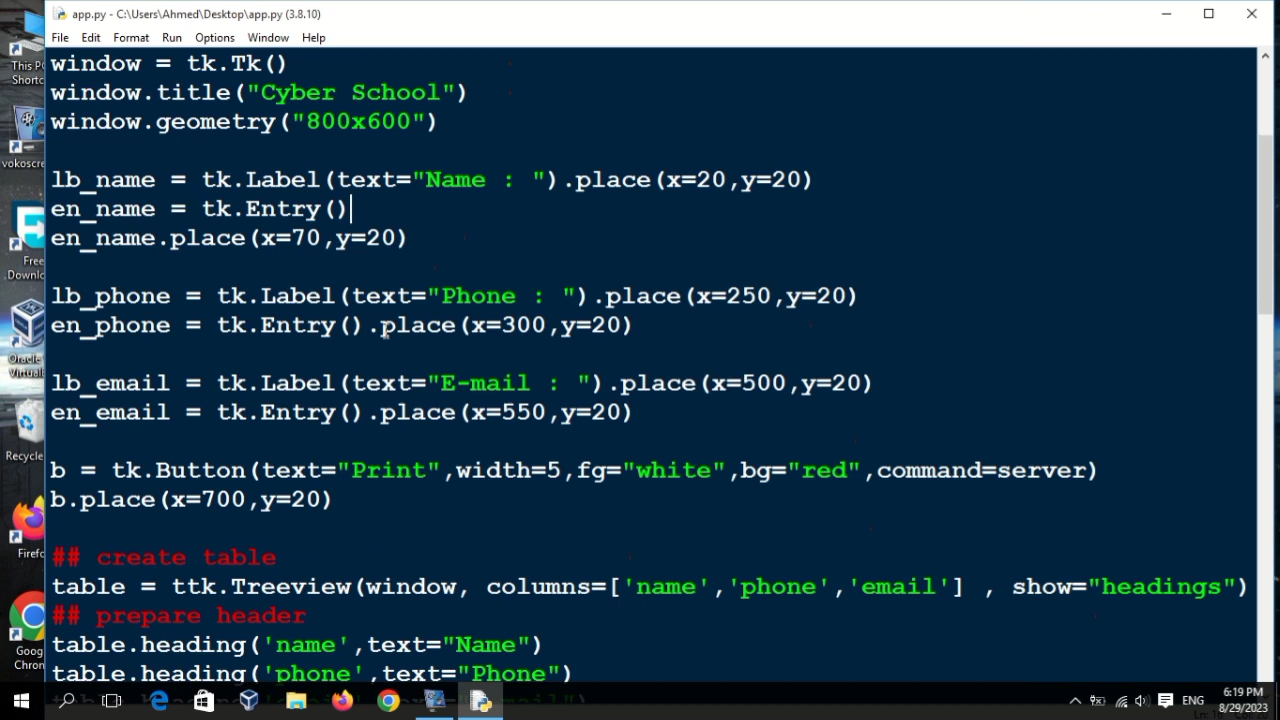 app.py - C:\Users\Ahmed\Desktop\app.py (3.8.10)
File Edit Format Run Options Window Help
window = tk.Tk()
window.title("Cyber School")
window.geometry("800x600")
lb_name = tk.Label(text="Name : ").place(x=20,y=20)
en_name = tk.Entry()
en_name.place(x=70,y=20)
lb_phone = tk.Label(text="Phone : ").place(x=250,y=20)
en_phone = tk.Entry().place(x=300,y=20)
lb_email = tk.Label(text="E-mail : ").place(x=500,y=20)
en_email = tk.Entry().place(x=550,y=20)
b = tk.Button(text="Print",width=5,fg="white",bg="red",command=server)
b.place(x=700,y=20)
## create table
table = ttk.Treeview(window, columns=['name','phone','email'] , show="headings")
## prepare header
table.heading('name',text="Name")
table.heading('phone',text="Phone")
This PC
Shortc
vokoscre
Free
Downlo
Oracle
Virtual
Recycle
Firefo
Goog
Chron
ENG
6:19 PM
8/29/2023